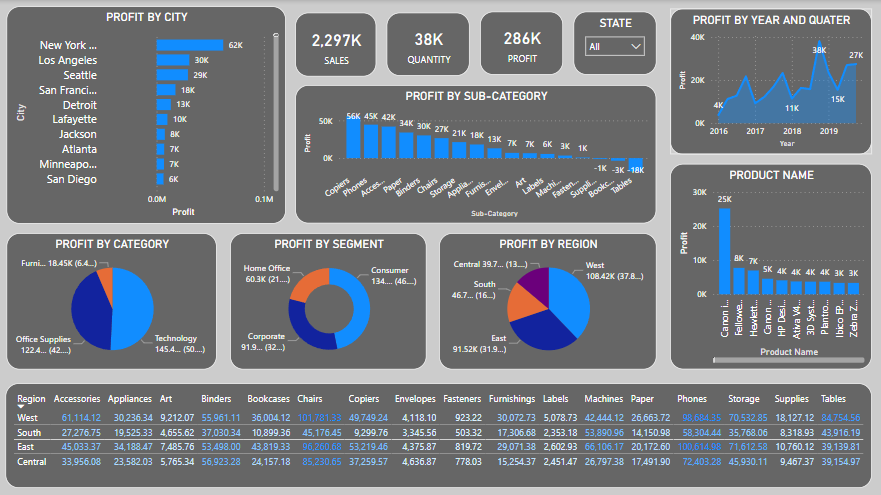 PROFIT BY CITY
New York ...
Los Angeles
Seattle
San Franci...
Detroit
Lafayette
Jackson
Atlanta
Minneapo...
San Diego
62K
30K
29K
18K
13K
10K
8K
7K
7K
6K
City
0.0M
0.1M
Profit
2,297K
SALES
38K
QUANTITY
286K
PROFIT
STATE
All
PROFIT BY YEAR AND QUATER
40K
20K
0K
Profit
4K
11K
38K
15K
27K
2016
2017
2018
2019
Year
PROFIT BY SUB-CATEGORY
50K
0K
Profit
56K
45K
42K
34K
30K
27K
21K
18K
13K
7K
7K
6K
3K
1K
-1K
-3K
-18K
Copiers
Phones
Acces...
Paper
Binders
Chairs
Storage
Applia...
Furnis...
Envel...
Art
Labels
Machi...
Fasten...
Suppli...
Bookc...
Tables
Sub-Category
PRODUCT NAME
30K
20K
10K
0K
Profit
25K
8K
7K
5K
4K
4K
4K
4K
3K
3K
Canon i...
Fellowe...
Hewlett...
Canon ...
HP Desi...
Ativa V4...
3D Syst...
Plantro...
Ibico EP...
Zebra Z...
Product Name
PROFIT BY CATEGORY
Furni... 18.45K (6.4...)
Office Supplies
122.4... (42....)
Technology
145.4... (50....)
PROFIT BY SEGMENT
Home Office
60.3K (21....)
Consumer
134.... (46....)
Corporate
91.9... (32...)
PROFIT BY REGION
Central 39.7... (13....)
South
46.7... (16...)
West
108.42K (37.8...)
East
91.52K (31.9...)
Region Accessories Appliances Art Binders Bookcases Chairs Copiers Envelopes Fasteners Furnishings Labels Machines Paper Phones Storage Supplies Tables
West 61,114.12 30,236.34 9,212.07 55,961.11 36,004.12 101,781.33 49,749.24 4,118.10 923.22 30,072.73 5,078.73 42,444.12 26,663.72 98,684.35 70,532.85 18,127.12 84,754.56
South 27,276.75 19,525.33 4,655.62 37,030.34 10,899.36 45,176.45 9,299.76 3,345.56 503.32 17,306.68 2,353.18 53,890.96 14,150.98 58,304.44 35,768.06 8,318.93 43,916.19
East 45,033.37 34,188.47 7,485.76 53,498.00 43,819.33 96,260.68 53,219.46 4,375.87 819.72 29,071.38 2,602.93 66,106.17 20,172.60 100,614.98 71,612.58 10,760.12 39,139.81
Central 33,956.08 23,582.03 5,765.34 56,923.28 24,157.18 85,230.65 37,259.57 4,636.87 778.03 15,254.37 2,451.47 26,797.38 17,491.90 72,403.28 45,930.11 9,467.37 39,154.97